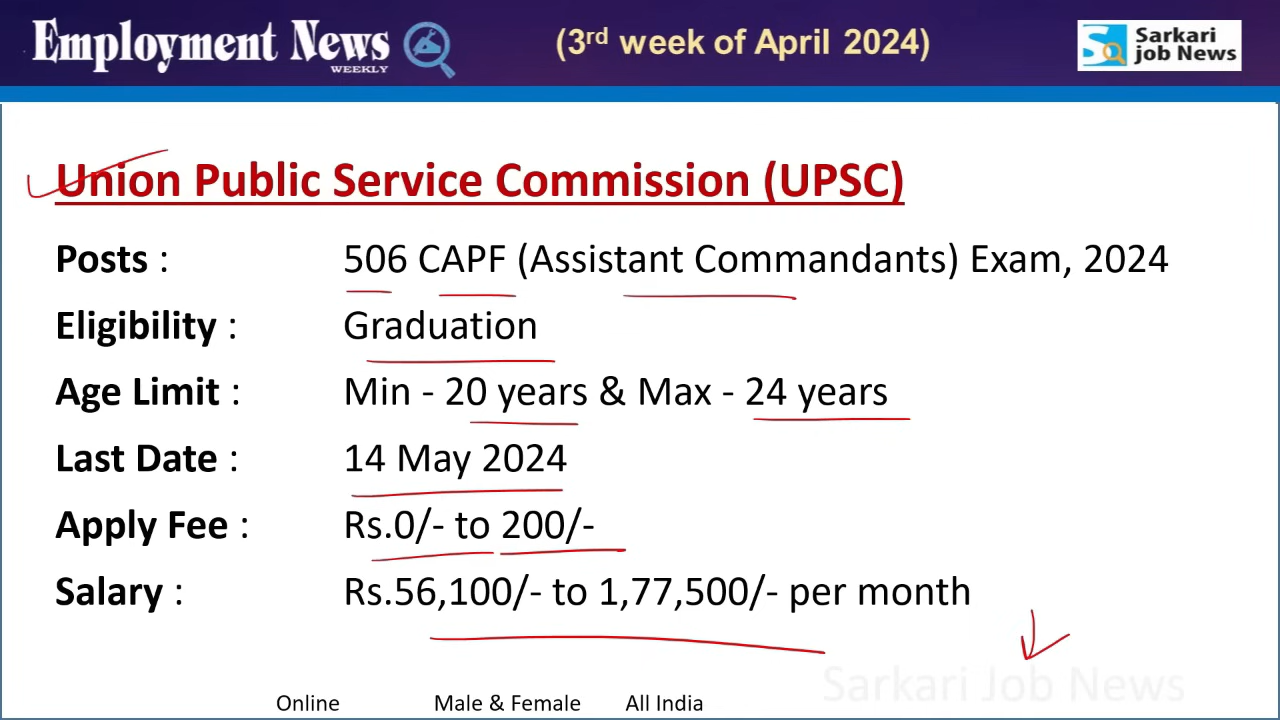 Employment News
WEEKLY
(3rd week of April 2024)
Sarkari
Job News
Union Public Service Commission (UPSC)
Posts : 506 CAPF (Assistant Commandants) Exam, 2024
Eligibility : Graduation
Age Limit : Min - 20 years & Max - 24 years
Last Date : 14 May 2024
Apply Fee : Rs.0/- to 200/-
Salary : Rs.56,100/- to 1,77,500/- per month
Sarkari Job News
Online Male & Female All India